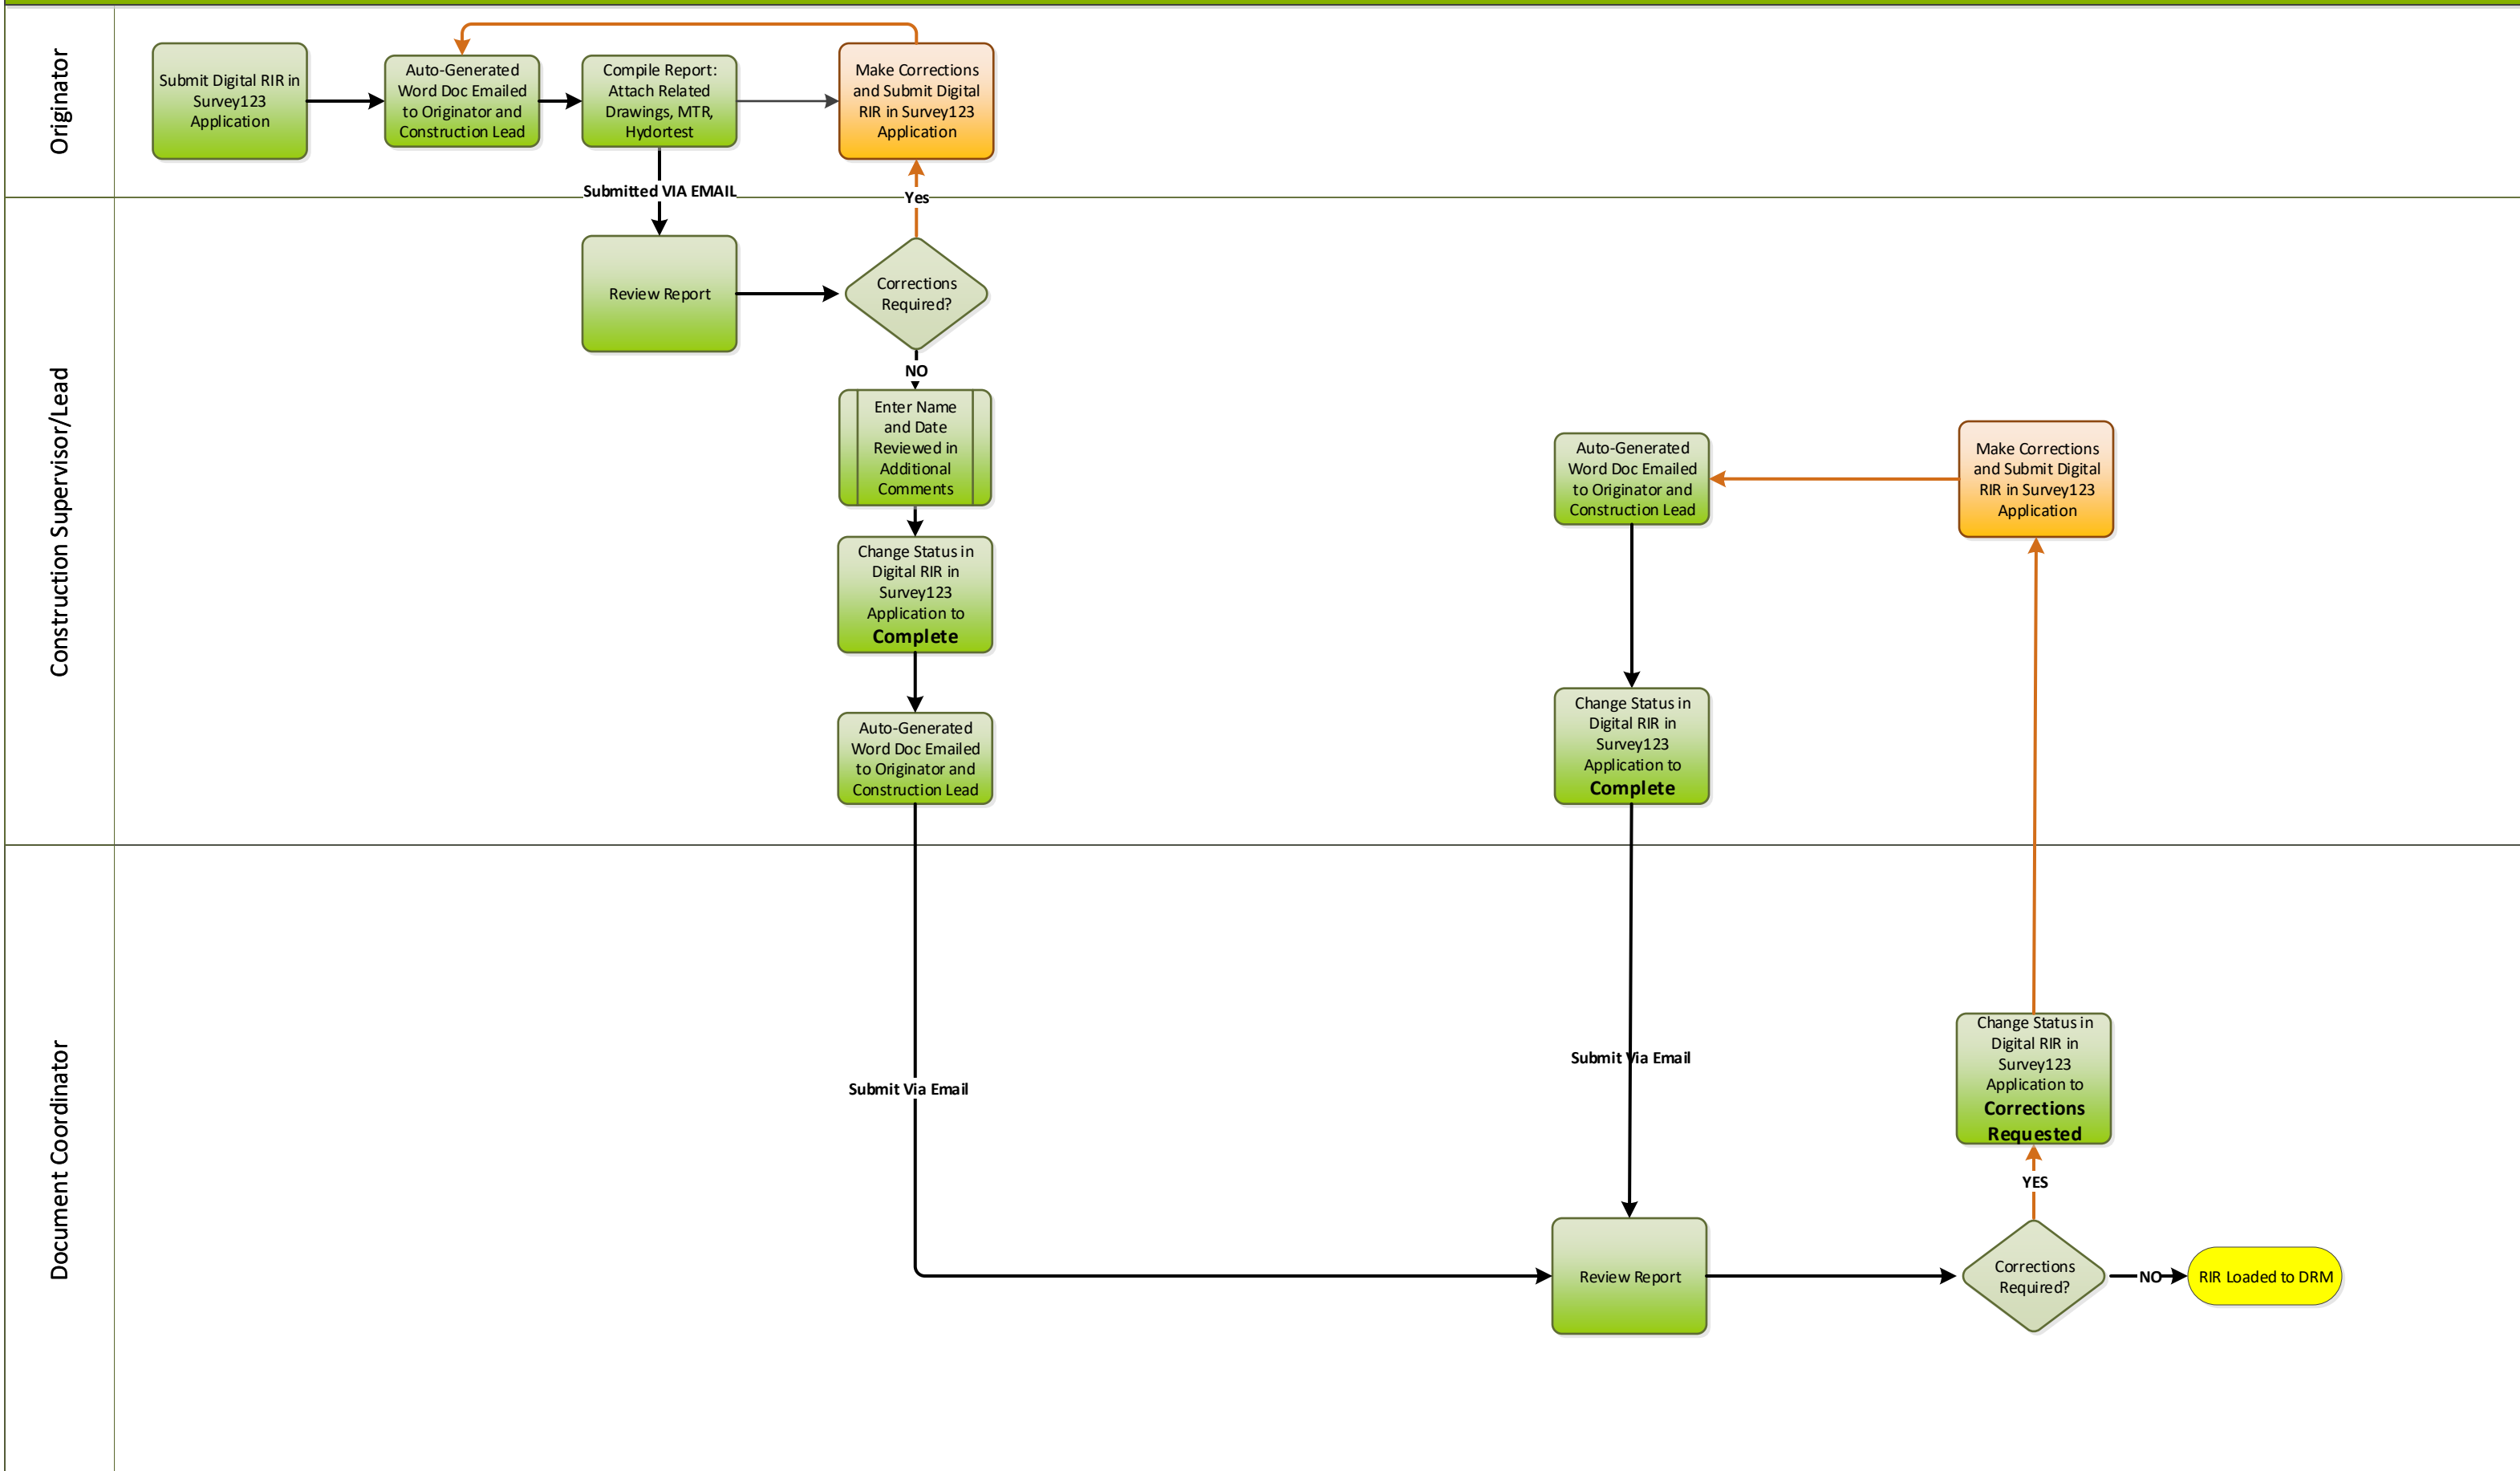 Originator
Submit Digital RIR in
Survey123
Application
Auto-Generated
Word Doc Emailed
to Originator and
Construction Lead
Compile Report:
Attach Related
Drawings, MTR,
Hydortest
Make Corrections
and Submit Digital
RIR in Survey123
Application
Submitted VIA EMAIL
Yes
Construction Supervisor/Lead
Review Report
Corrections
Required?
NO
Enter Name
and Date
Reviewed in
Additional
Comments
Change Status in
Digital RIR in
Survey123
Application to
Complete
Auto-Generated
Word Doc Emailed
to Originator and
Construction Lead
Auto-Generated
Word Doc Emailed
to Originator and
Construction Lead
Make Corrections
and Submit Digital
RIR in Survey123
Application
Change Status in
Digital RIR in
Survey123
Application to
Complete
Document Coordinator
Submit Via Email
Submit Via Email
Change Status in
Digital RIR in
Survey123
Application to
Corrections
Requested
YES
Review Report
Corrections
Required?
NO
RIR Loaded to DRM